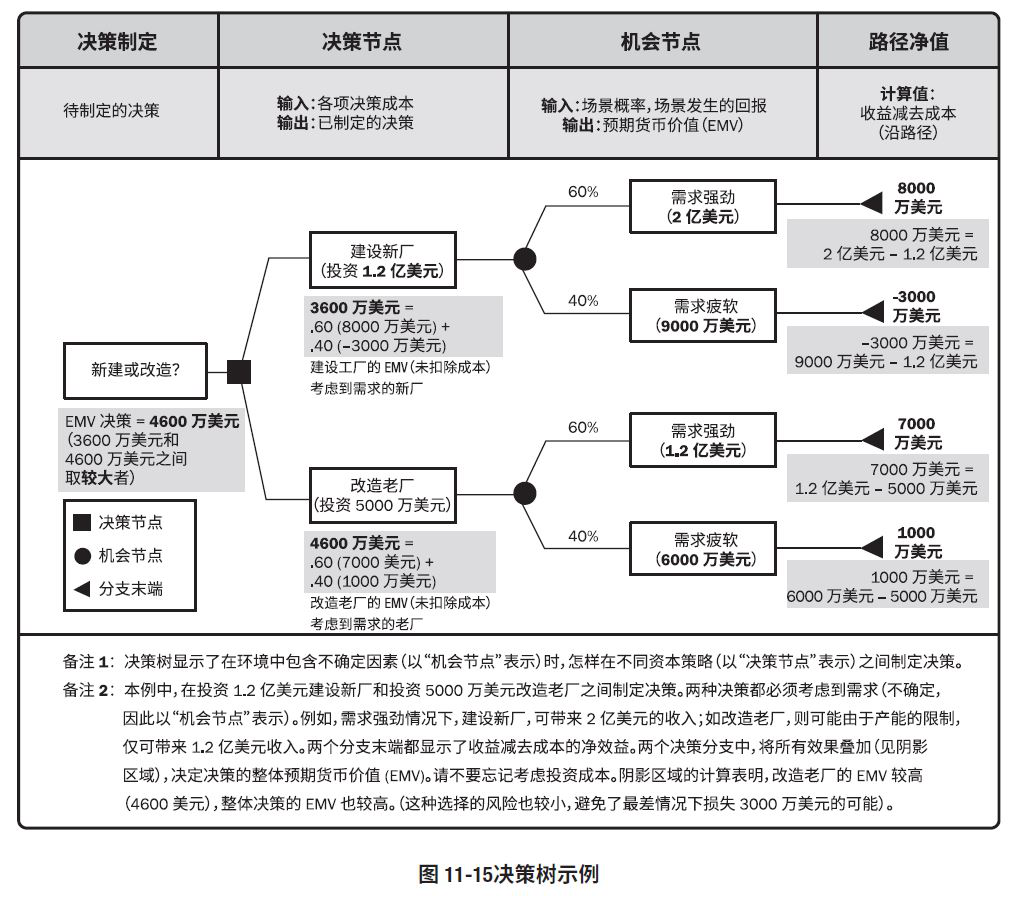 决策制定
决策节点
机会节点
路径净值
待制定的决策
输入:各项决策成本
输出:已制定的决策
输入:场景概率,场景发生的回报
输出:预期货币价值(EMV)
计算值:
收益减去成本
(沿路径)
新建或改造?
EMV 决策 = 4600 万美元
(3600 万美元和
4600 万美元之间
取较大者)
决策节点
机会节点
分支末端
建设新厂
(投资 1.2 亿美元)
3600 万美元 =
.60 (8000 万美元) +
.40 (–3000 万美元)
建设工厂的 EMV(未扣除成本)
考虑到需求的新厂
60%
需求强劲
(2 亿美元)
8000
万美元
8000 万美元 =
2 亿美元 – 1.2 亿美元
40%
需求疲软
(9000 万美元)
-3000
万美元
–3000 万美元 =
9000 万美元 – 1,2 亿美元
改造老厂
(投资 5000 万美元)
4600 万美元 =
.60 (7000 美元) +
.40 (1000 万美元)
改造老厂的 EMV(未扣除成本)
考虑到需求的老厂
60%
需求强劲
(1.2 亿美元)
7000
万美元
7000 万美元 =
1.2 亿美元 – 5000 万美元
40%
需求疲软
(6000 万美元)
1000
万美元
1000 万美元 =
6000 万美元 – 5000 万美元
备注 1: 决策树显示了在环境中包含不确定因素(以“机会节点”表示)时,怎样在不同资本策略(以“决策节点”表示)之间制定决策。
备注 2: 本例中,在投资 1.2 亿美元建设新厂和投资 5000 万美元改造老厂之间制定决策。两种决策都必须考虑到需求(不确定,
因此以“机会节点”表示)。例如,需求强劲情况下,建设新厂,可带来 2 亿美元的收入;如改造老厂,则可能由于产能的限制,
仅可带来 1.2 亿美元收入。两个分支末端都显示了收益减去成本的净效益。两个决策分支中,将所有效果叠加(见阴影
区域),决定决策的整体预期货币价值 (EMV)。请不要忘记考虑投资成本。阴影区域的计算表明,改造老厂的 EMV 较高
(4600 美元),整体决策的 EMV 也较高。(这种选择的风险也较小,避免了最差情况下损失 3000 万美元的可能)。
图 11-15决策树示例